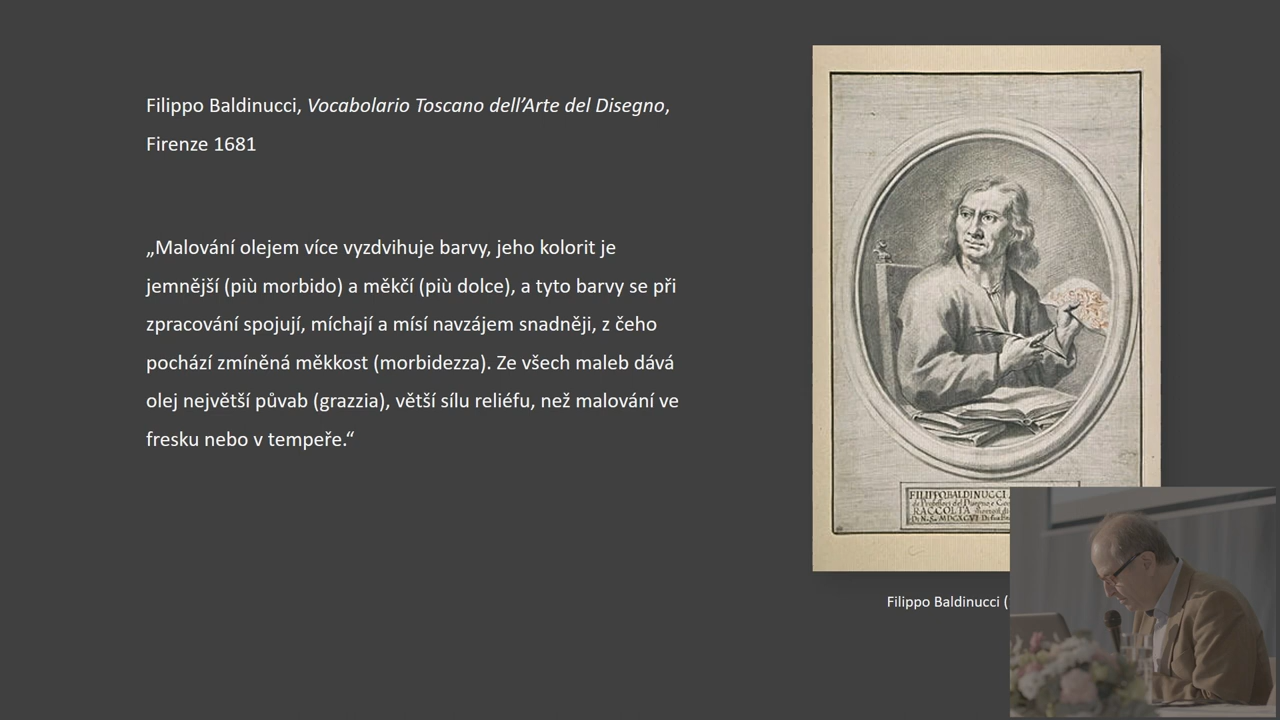 Filippo Baldinucci, Vocabolario Toscano dell’Arte del Disegno,
Firenze 1681
„Malování olejem více vyzdvihuje barvy, jeho kolorit je
jemnější (più morbido) a měkčí (più dolce), a tyto barvy se při
zpracování spojují, míchají a mísí navzájem snadněji, z čeho
pochází zmíněná měkkost (morbidezza). Ze všech maleb dává
olej největší půvab (grazzia), větší sílu reliéfu, než malování ve
fresku nebo v tempeře.“
FILIPPO BALDINUCCI
RACCOLTA
Filippo Baldinucci (